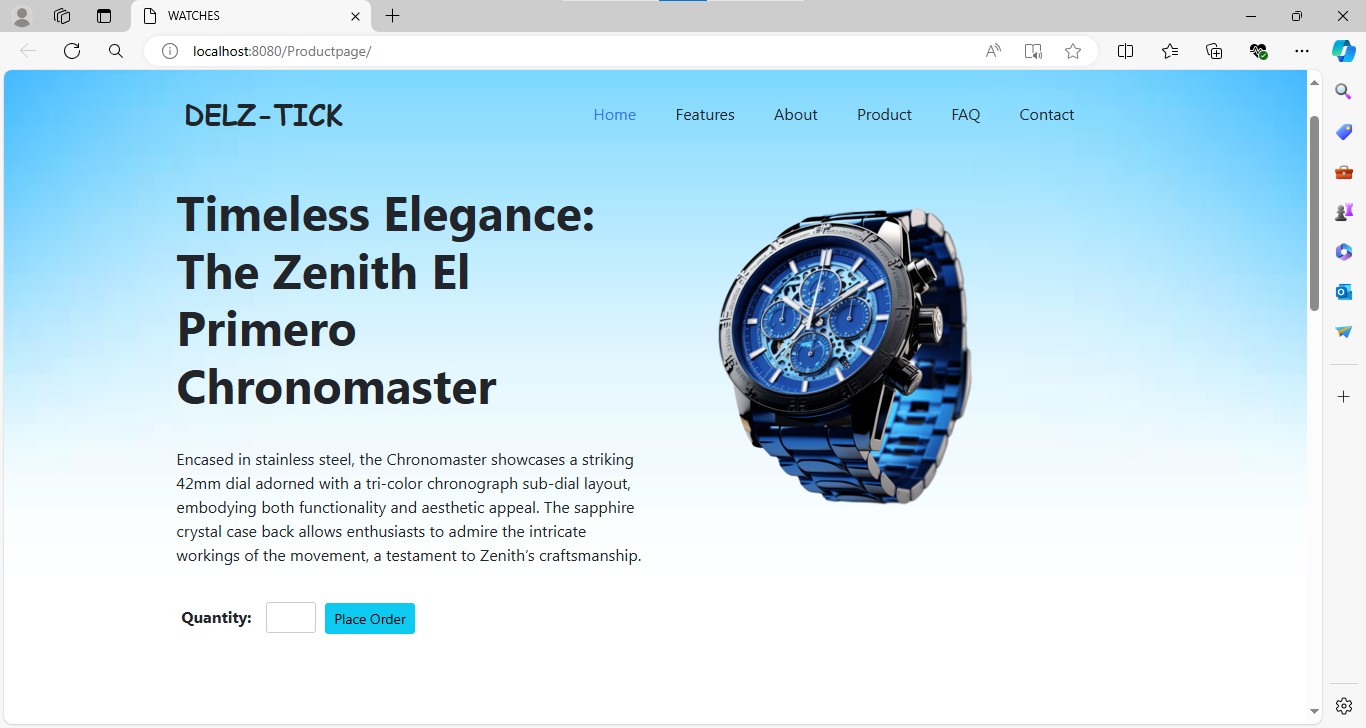 WATCHES
localhost:8080/Productpage/
DELZ-TICK
Home Features About Product FAQ Contact
Timeless Elegance:
The Zenith El
Primero
Chronomaster
Encased in stainless steel, the Chronomaster showcases a striking
42mm dial adorned with a tri-color chronograph sub-dial layout,
embodying both functionality and aesthetic appeal. The sapphire
crystal case back allows enthusiasts to admire the intricate
workings of the movement, a testament to Zenith's craftsmanship.
Quantity: Place Order